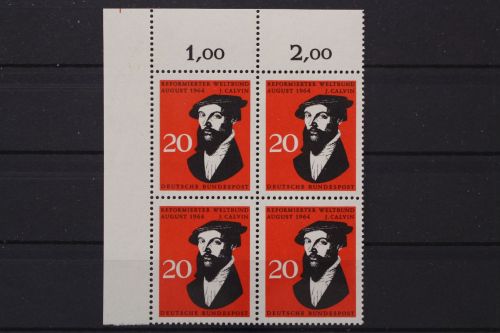 1,00 2,00
REFORMIERTER WELTBUND
AUGUST 1964 J. CALVIN
20
DEUTSCHE BUNDESPOST
REFORMIERTER WELTBUND
AUGUST 1964 J. CALVIN
20
DEUTSCHE BUNDESPOST
REFORMIERTER WELTBUND
AUGUST 1964 J. CALVIN
20
DEUTSCHE BUNDESPOST
REFORMIERTER WELTBUND
AUGUST 1964 J. CALVIN
20
DEUTSCHE BUNDESPOST